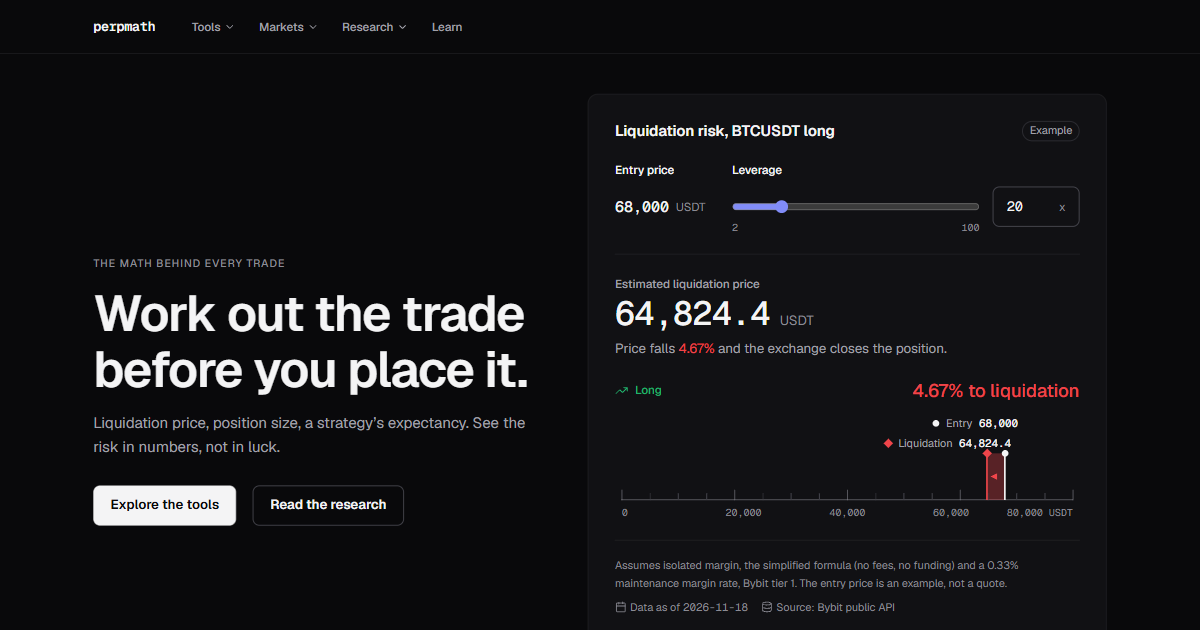 perpmath Tools Markets Research Learn
THE MATH BEHIND EVERY TRADE
Work out the trade
before you place it.
Liquidation price, position size, a strategy’s expectancy. See the
risk in numbers, not in luck.
Explore the tools Read the research
Liquidation risk, BTCUSDT long Example
Entry price Leverage
68,000 USDT 20 x
2 100
Estimated liquidation price
64,824.4 USDT
Price falls 4.67% and the exchange closes the position.
Long 4.67% to liquidation
Entry 68,000
Liquidation 64,824.4
0 20,000 40,000 60,000 80,000 USDT
Assumes isolated margin, the simplified formula (no fees, no funding) and a 0.33%
maintenance margin rate, Bybit tier 1. The entry price is an example, not a quote.
Data as of 2026-11-18 Source: Bybit public API